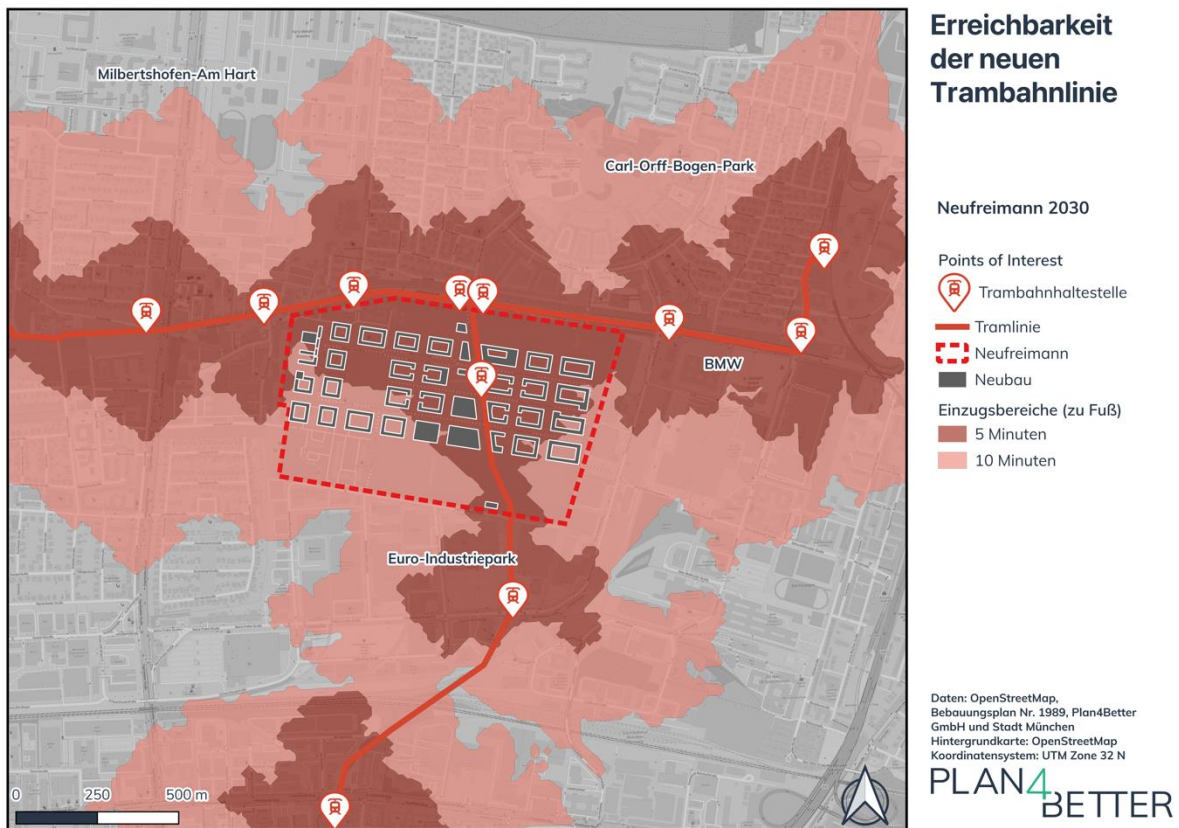 Erreichbarkeit
der neuen
Trambahnlinie
Neufreimann 2030
Points of Interest
Trambahnhaltestelle
Tramlinie
Neufreimann
Neubau
Einzugsbereiche (zu Fuß)
5 Minuten
10 Minuten
Milbertshofen-Am Hart
Carl-Orff-Bogen-Park
BMW
Euro-Industriepark
0 250 500 m
Daten: OpenStreetMap,
Bebauungsplan Nr. 1989, Plan4Better
GmbH und Stadt München
Hintergrundkarte: OpenStreetMap
Koordinatensystem: UTM Zone 32 N
PLAN4
BETTER